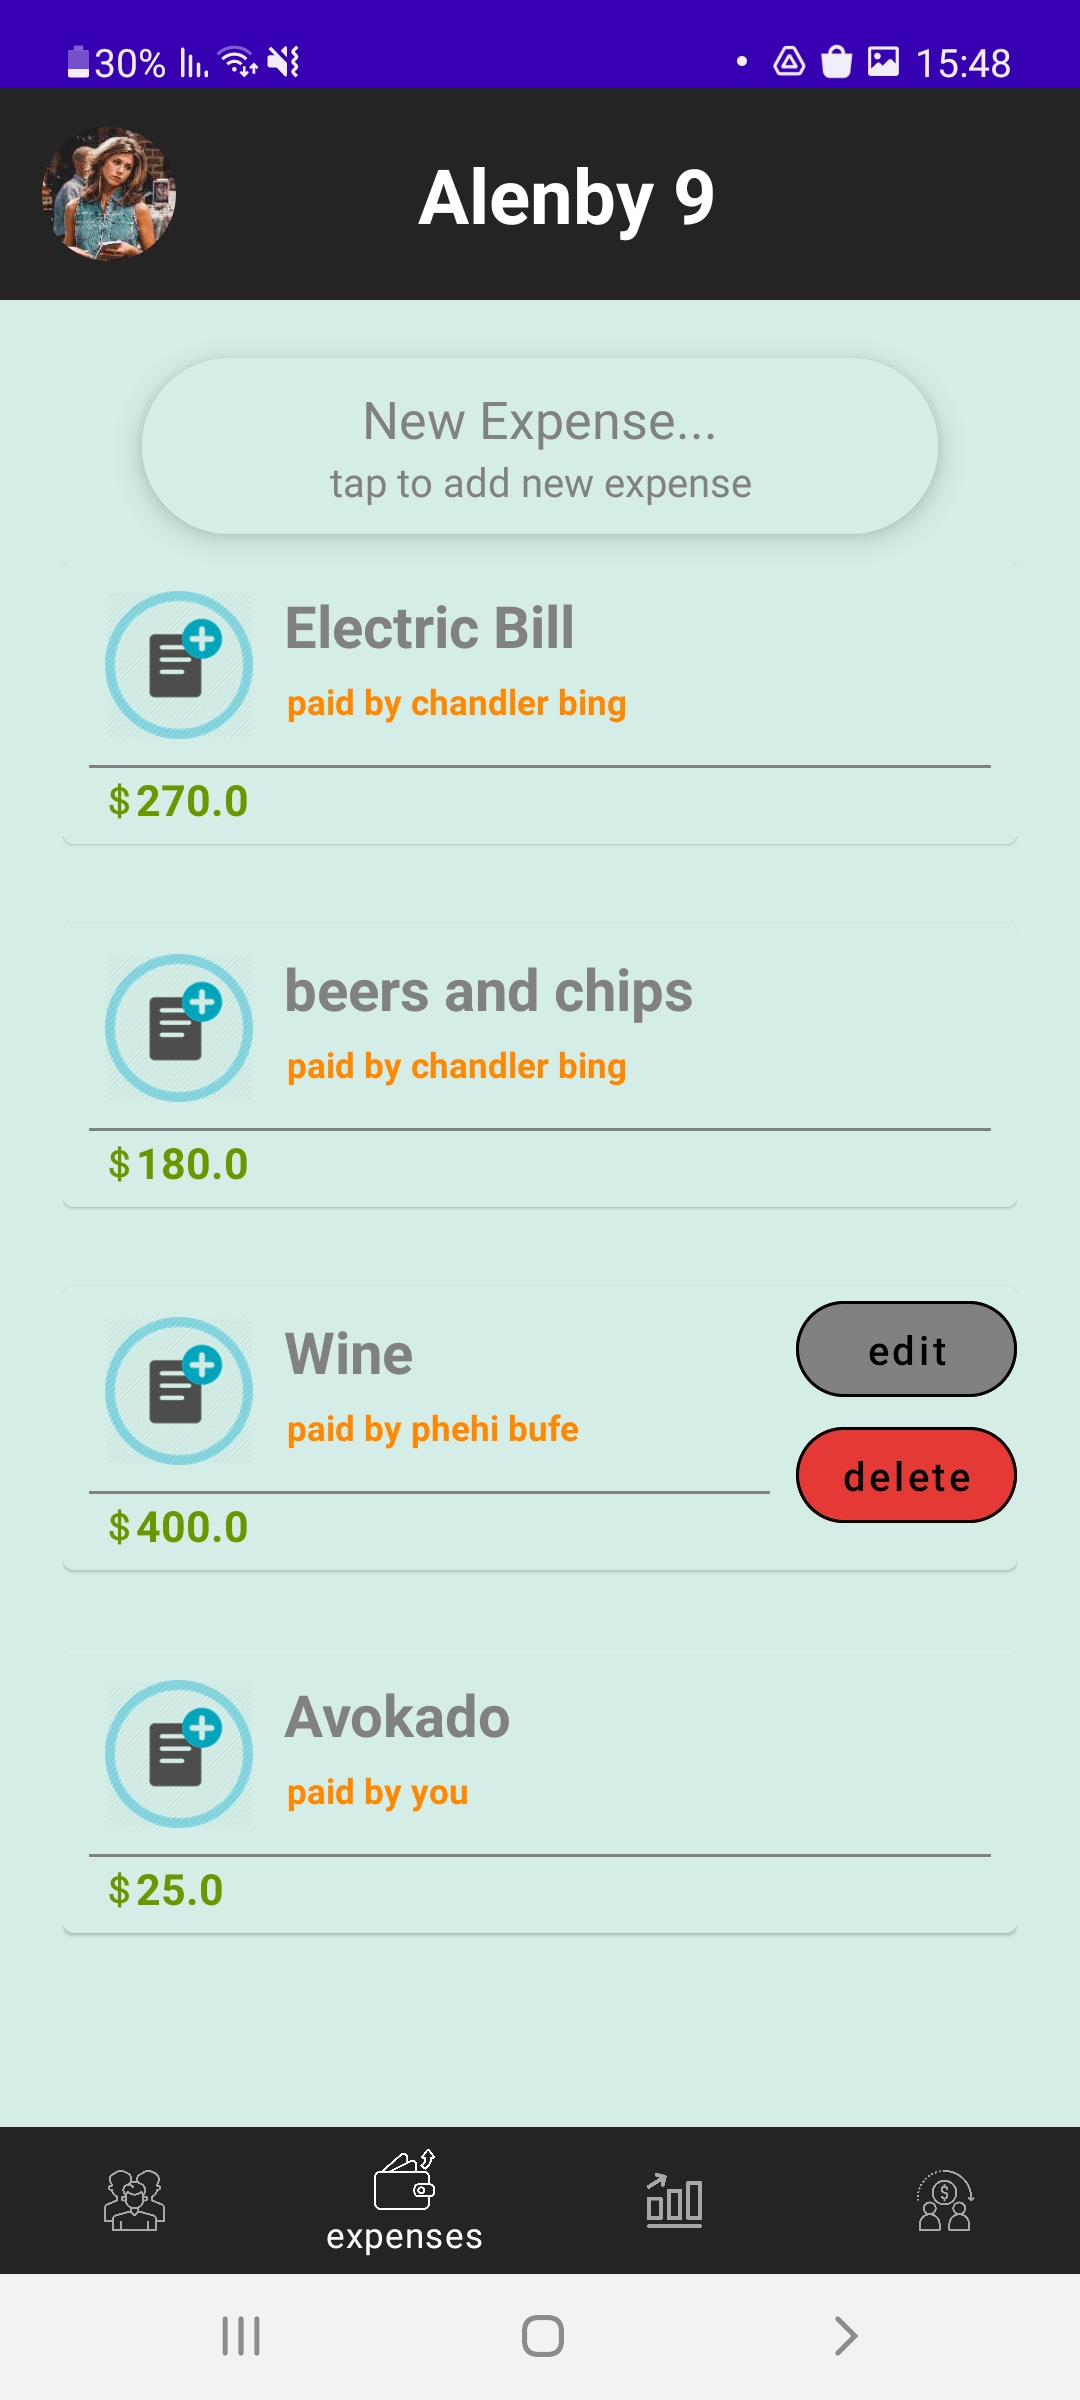 30%
15:48
Alenby 9
New Expense...
tap to add new expense
Electric Bill
paid by chandler bing
$270.0
beers and chips
paid by chandler bing
$180.0
Wine
edit
paid by phehi bufe
delete
$400.0
Avokado
paid by you
$25.0
expenses